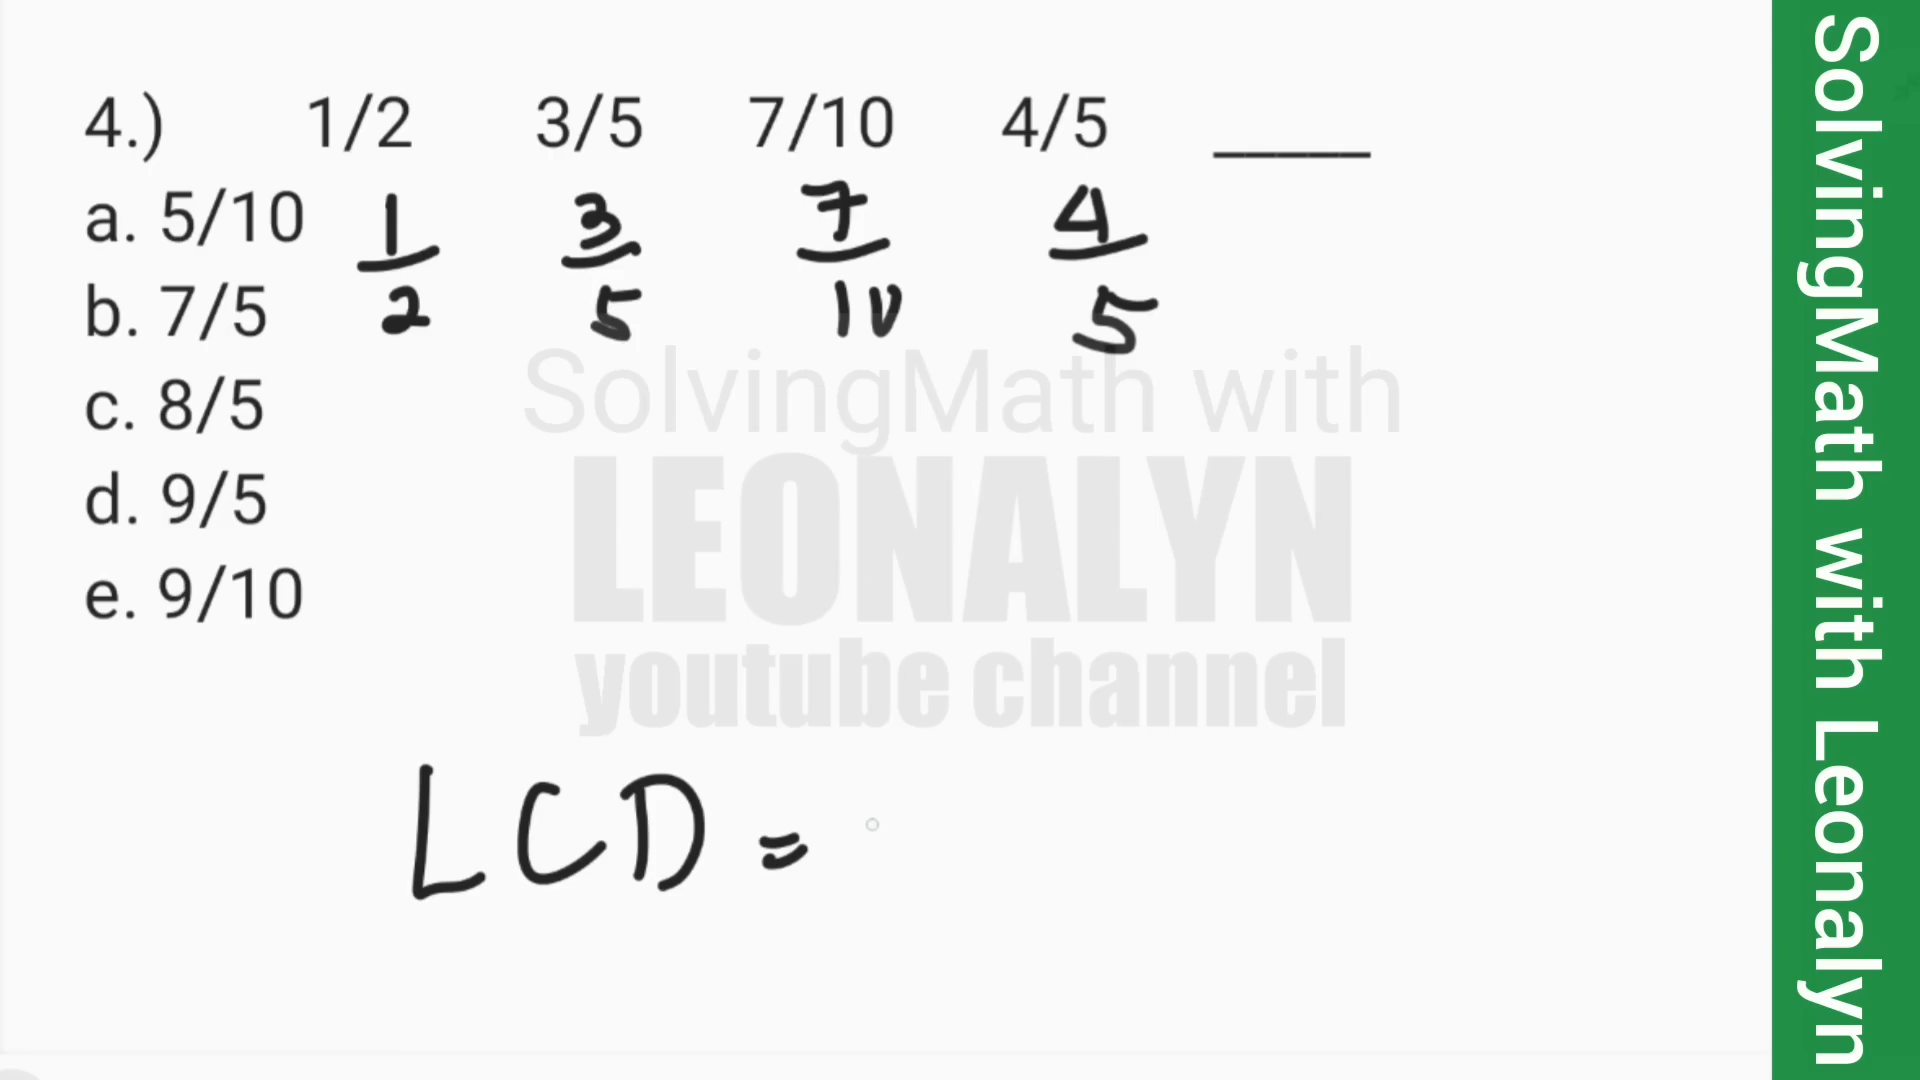 4.) 1/2 3/5 7/10 4/5 _____
a. 5/10
b. 7/5
c. 8/5
d. 9/5
e. 9/10
1/2 3/5 7/10 4/5
SolvingMath with
LEONALYN
youtube channel
LCD =
SolvingMath with Leonalyn